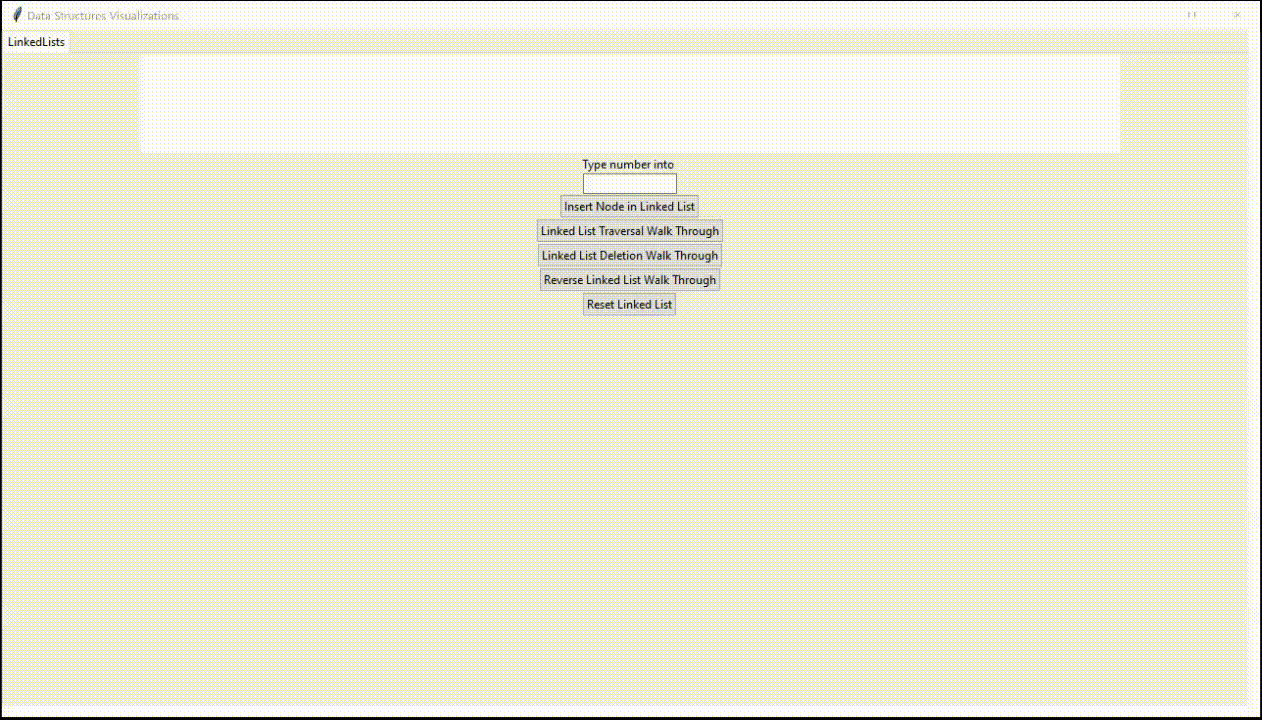 Data Structures Visualizations
LinkedLists
Type number into
Insert Node in Linked List
Linked List Traversal Walk Through
Linked List Deletion Walk Through
Reverse Linked List Walk Through
Reset Linked List